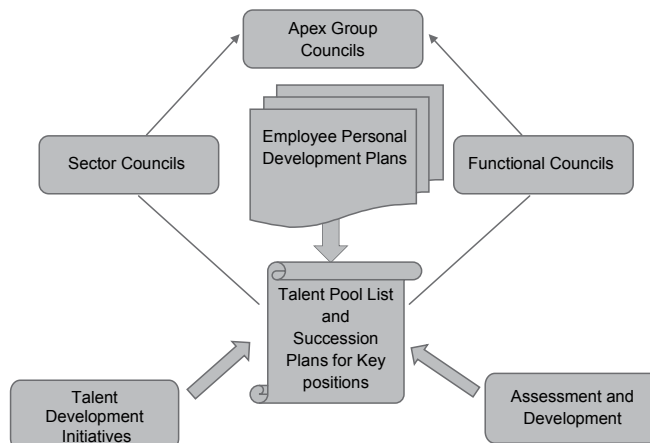 Apex Group
Councils
Employee Personal
Development Plans
Sector Councils
Functional Councils
Talent Pool List
and
Succession
Plans for Key
positions
Talent
Development
Initiatives
Assessment and
Development